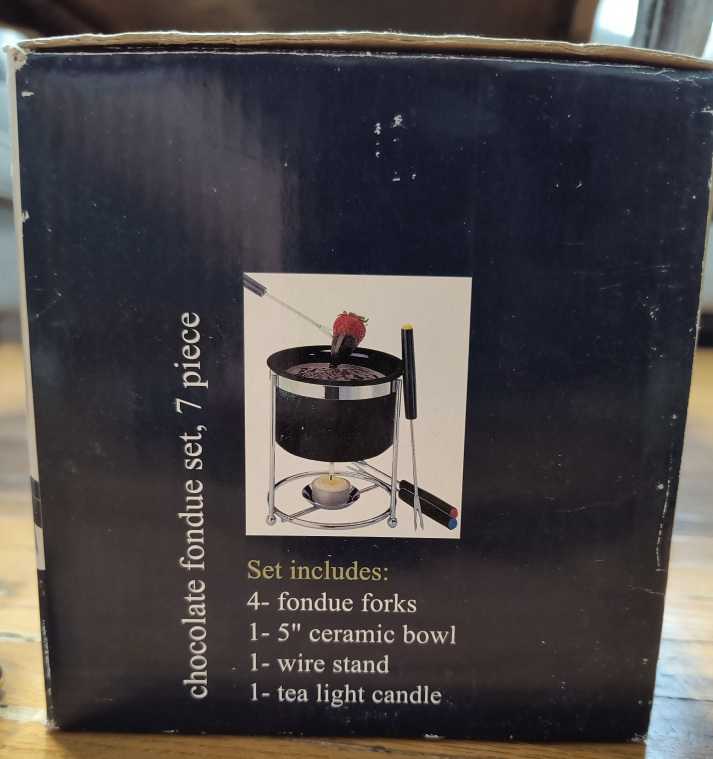 chocolate fondue set, 7 piece
Set includes:
4- fondue forks
1- 5" ceramic bowl
1- wire stand
1- tea light candle